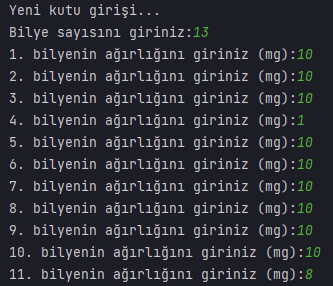 Yeni kutu girişi...
Bilye sayısını giriniz:13
1. bilyenin ağırlığını giriniz (mg):10
2. bilyenin ağırlığını giriniz (mg):10
3. bilyenin ağırlığını giriniz (mg):10
4. bilyenin ağırlığını giriniz (mg):1
5. bilyenin ağırlığını giriniz (mg):10
6. bilyenin ağırlığını giriniz (mg):10
7. bilyenin ağırlığını giriniz (mg):10
8. bilyenin ağırlığını giriniz (mg):10
9. bilyenin ağırlığını giriniz (mg):10
10. bilyenin ağırlığını giriniz (mg):10
11. bilyenin ağırlığını giriniz (mg):8